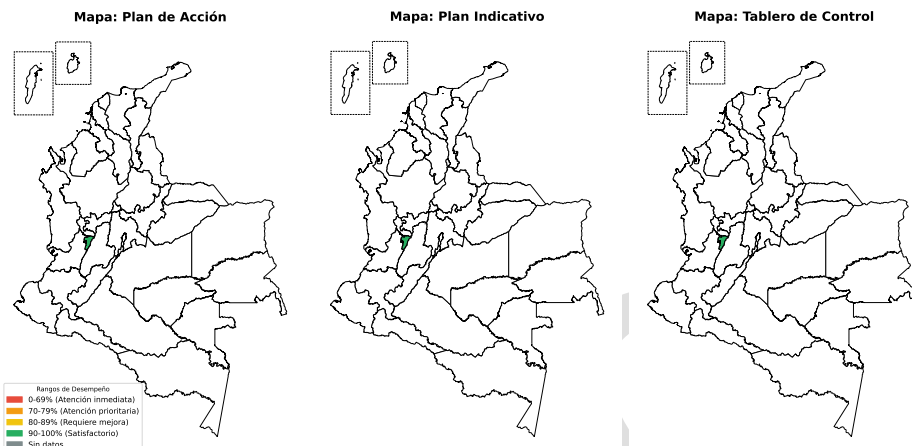 Mapa: Plan de Acción
Mapa: Plan Indicativo
Mapa: Tablero de Control
Rangos de Desempeño
0-69% (Atención inmediata)
70-79% (Atención prioritaria)
80-89% (Requiere mejora)
90-100% (Satisfactorio)
Sin datos